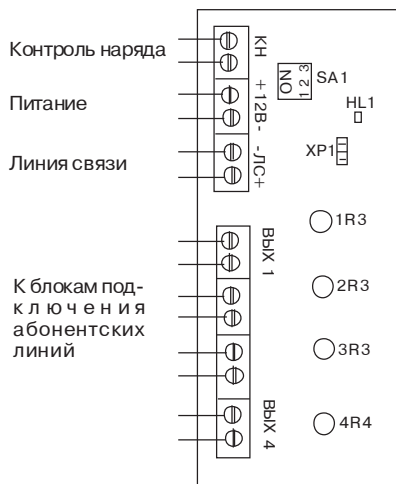 Контроль наряда
Питание
Линия связи
К блокам под-
ключения
абонентских
линий
КН
+12В-
-ЛС+
ВЫХ 1
ВЫХ 4
ON
1 2 3
SA1
HL1
XP1
1R3
2R3
3R3
4R4